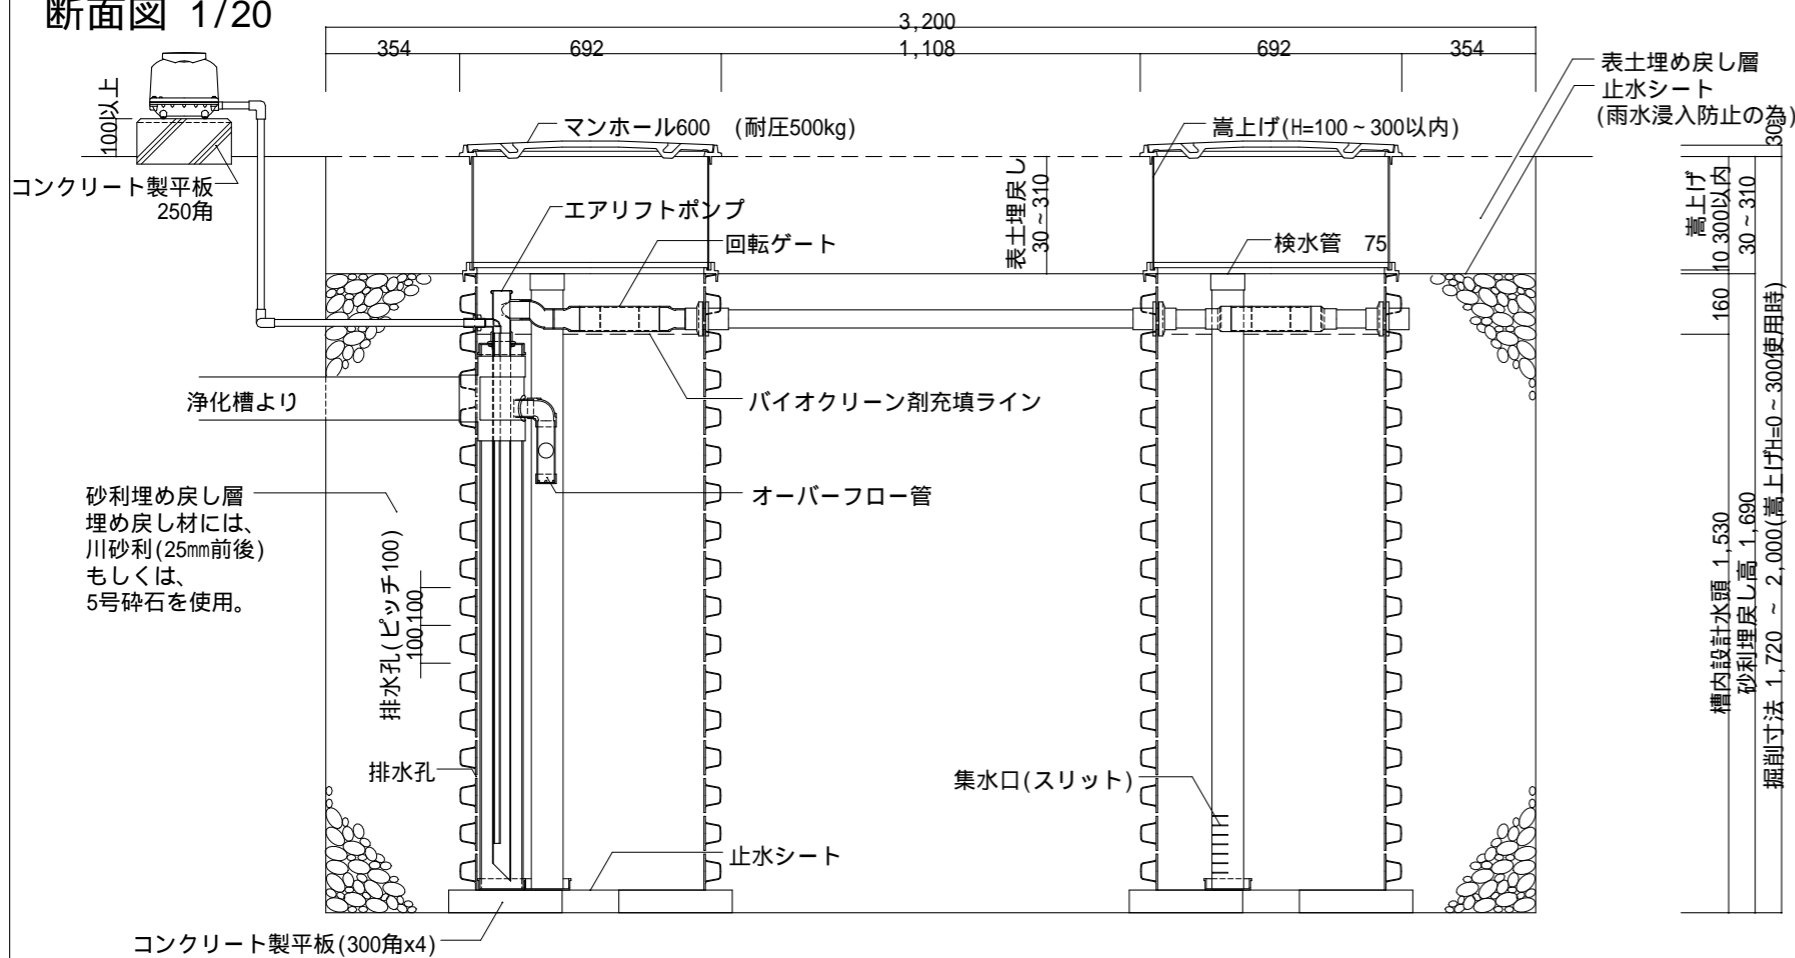 断面図 1/20
3,200
354
692
1,108
692
354
表土埋め戻し層
止水シート
(雨水浸入防止の為)
100以上
マンホール600 (耐圧500kg)
嵩上げ(H=100~300以内)
30
コンクリート製平板
250角
エアリフトポンプ
回転ゲート
表土埋戻し
30~310
検水管 75
嵩上げ
300以内
10
30~310
160
浄化槽より
バイオクリーン剤充填ライン
オーバーフロー管
砂利埋め戻し層
埋め戻し材には、
川砂利(25㎜前後)
もしくは、
5号砕石を使用。
排水孔(ピッチ100)
100
100
槽内設計水頭 1,530
砂利埋戻し高 1,690
掘削寸法 1,720 ~ 2,000(嵩上げH=0~300使用時)
排水孔
集水口(スリット)
止水シート
コンクリート製平板(300角x4)